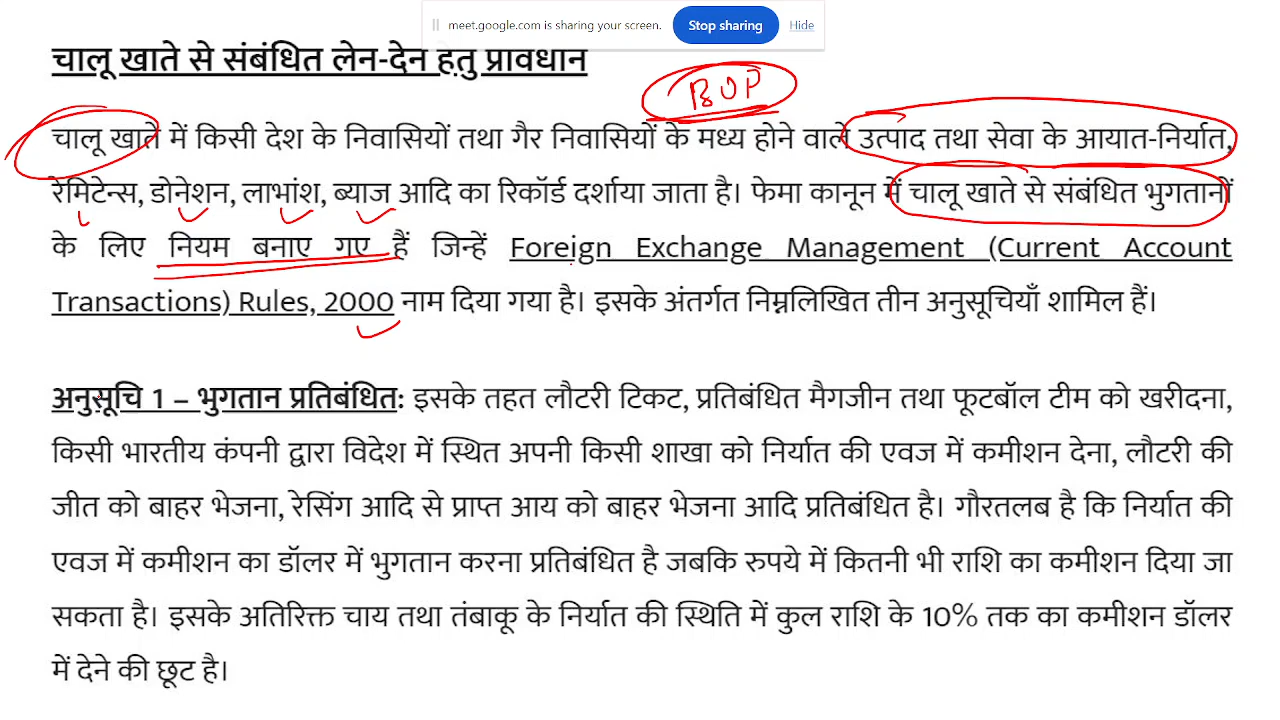 meet.google.com is sharing your screen. Stop sharing Hide
चालू खाते से संबंधित लेन-देन हेतु प्रावधान
BOP
चालू खाते में किसी देश के निवासियों तथा गैर निवासियों के मध्य होने वाले उत्पाद तथा सेवा के आयात-निर्यात,
रेमिटेन्स, डोनेशन, लाभांश, ब्याज आदि का रिकॉर्ड दर्शाया जाता है। फेमा कानून में चालू खाते से संबंधित भुगतानों
के लिए नियम बनाए गए हैं जिन्हें Foreign Exchange Management (Current Account
Transactions) Rules, 2000 नाम दिया गया है। इसके अंतर्गत निम्नलिखित तीन अनुसूचियाँ शामिल हैं।
अनुसूचि 1 – भुगतान प्रतिबंधित: इसके तहत लौटरी टिकट, प्रतिबंधित मैगजीन तथा फूटबॉल टीम को खरीदना,
किसी भारतीय कंपनी द्वारा विदेश में स्थित अपनी किसी शाखा को निर्यात की एवज में कमीशन देना, लौटरी की
जीत को बाहर भेजना, रेसिंग आदि से प्राप्त आय को बाहर भेजना आदि प्रतिबंधित है। गौरतलब है कि निर्यात की
एवज में कमीशन का डॉलर में भुगतान करना प्रतिबंधित है जबकि रुपये में कितनी भी राशि का कमीशन दिया जा
सकता है। इसके अतिरिक्त चाय तथा तंबाकू के निर्यात की स्थिति में कुल राशि के 10% तक का कमीशन डॉलर
में देने की छूट है।